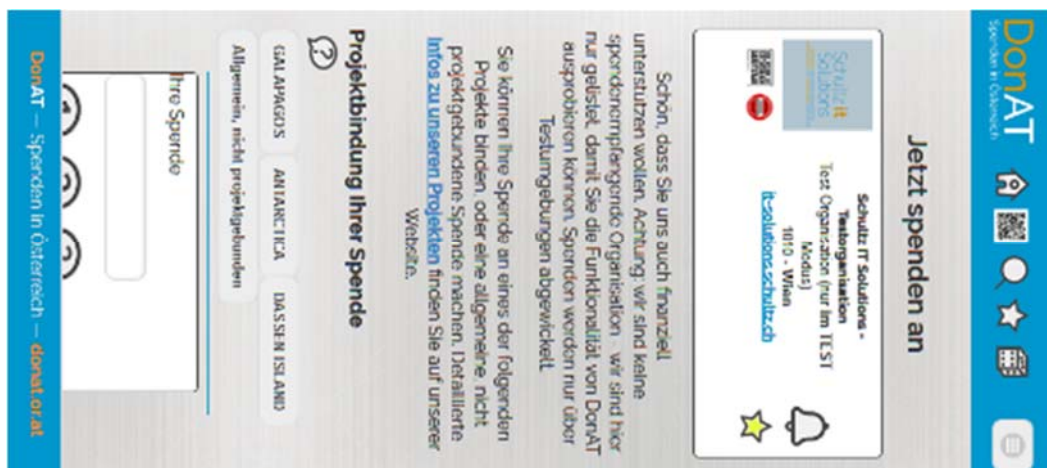 DonAT
Spenden in Österreich
Jetzt spenden an
Schultz it
Solutions
Schultz IT Solutions -
Testorganisation
Test Organisation (nur im TEST
Modus)
1010 - Wien
it-solutions.schultz.ch
Schön, dass Sie uns auch finanziell
unterstützen wollen. Achtung: wir sind keine
spendenempfangende Organisation - wir sind hier
nur gelistet, damit Sie die Funktionalität von DonAT
ausprobieren können. Spenden werden nur über
Testumgebungen abgewickelt.
Sie können Ihre Spende an eines der folgenden
Projekte binden, oder eine allgemeine, nicht
projektgebundene Spende machen. Detaillierte
Infos zu unseren Projekten finden Sie auf unserer
Website.
Projektbindung Ihrer Spende
GALAPAGOS
ANTARCTICA
DASSEN ISLAND
Allgemein, nicht projektgebunden
Ihre Spende
DonAT — Spenden in Österreich — donat.or.at